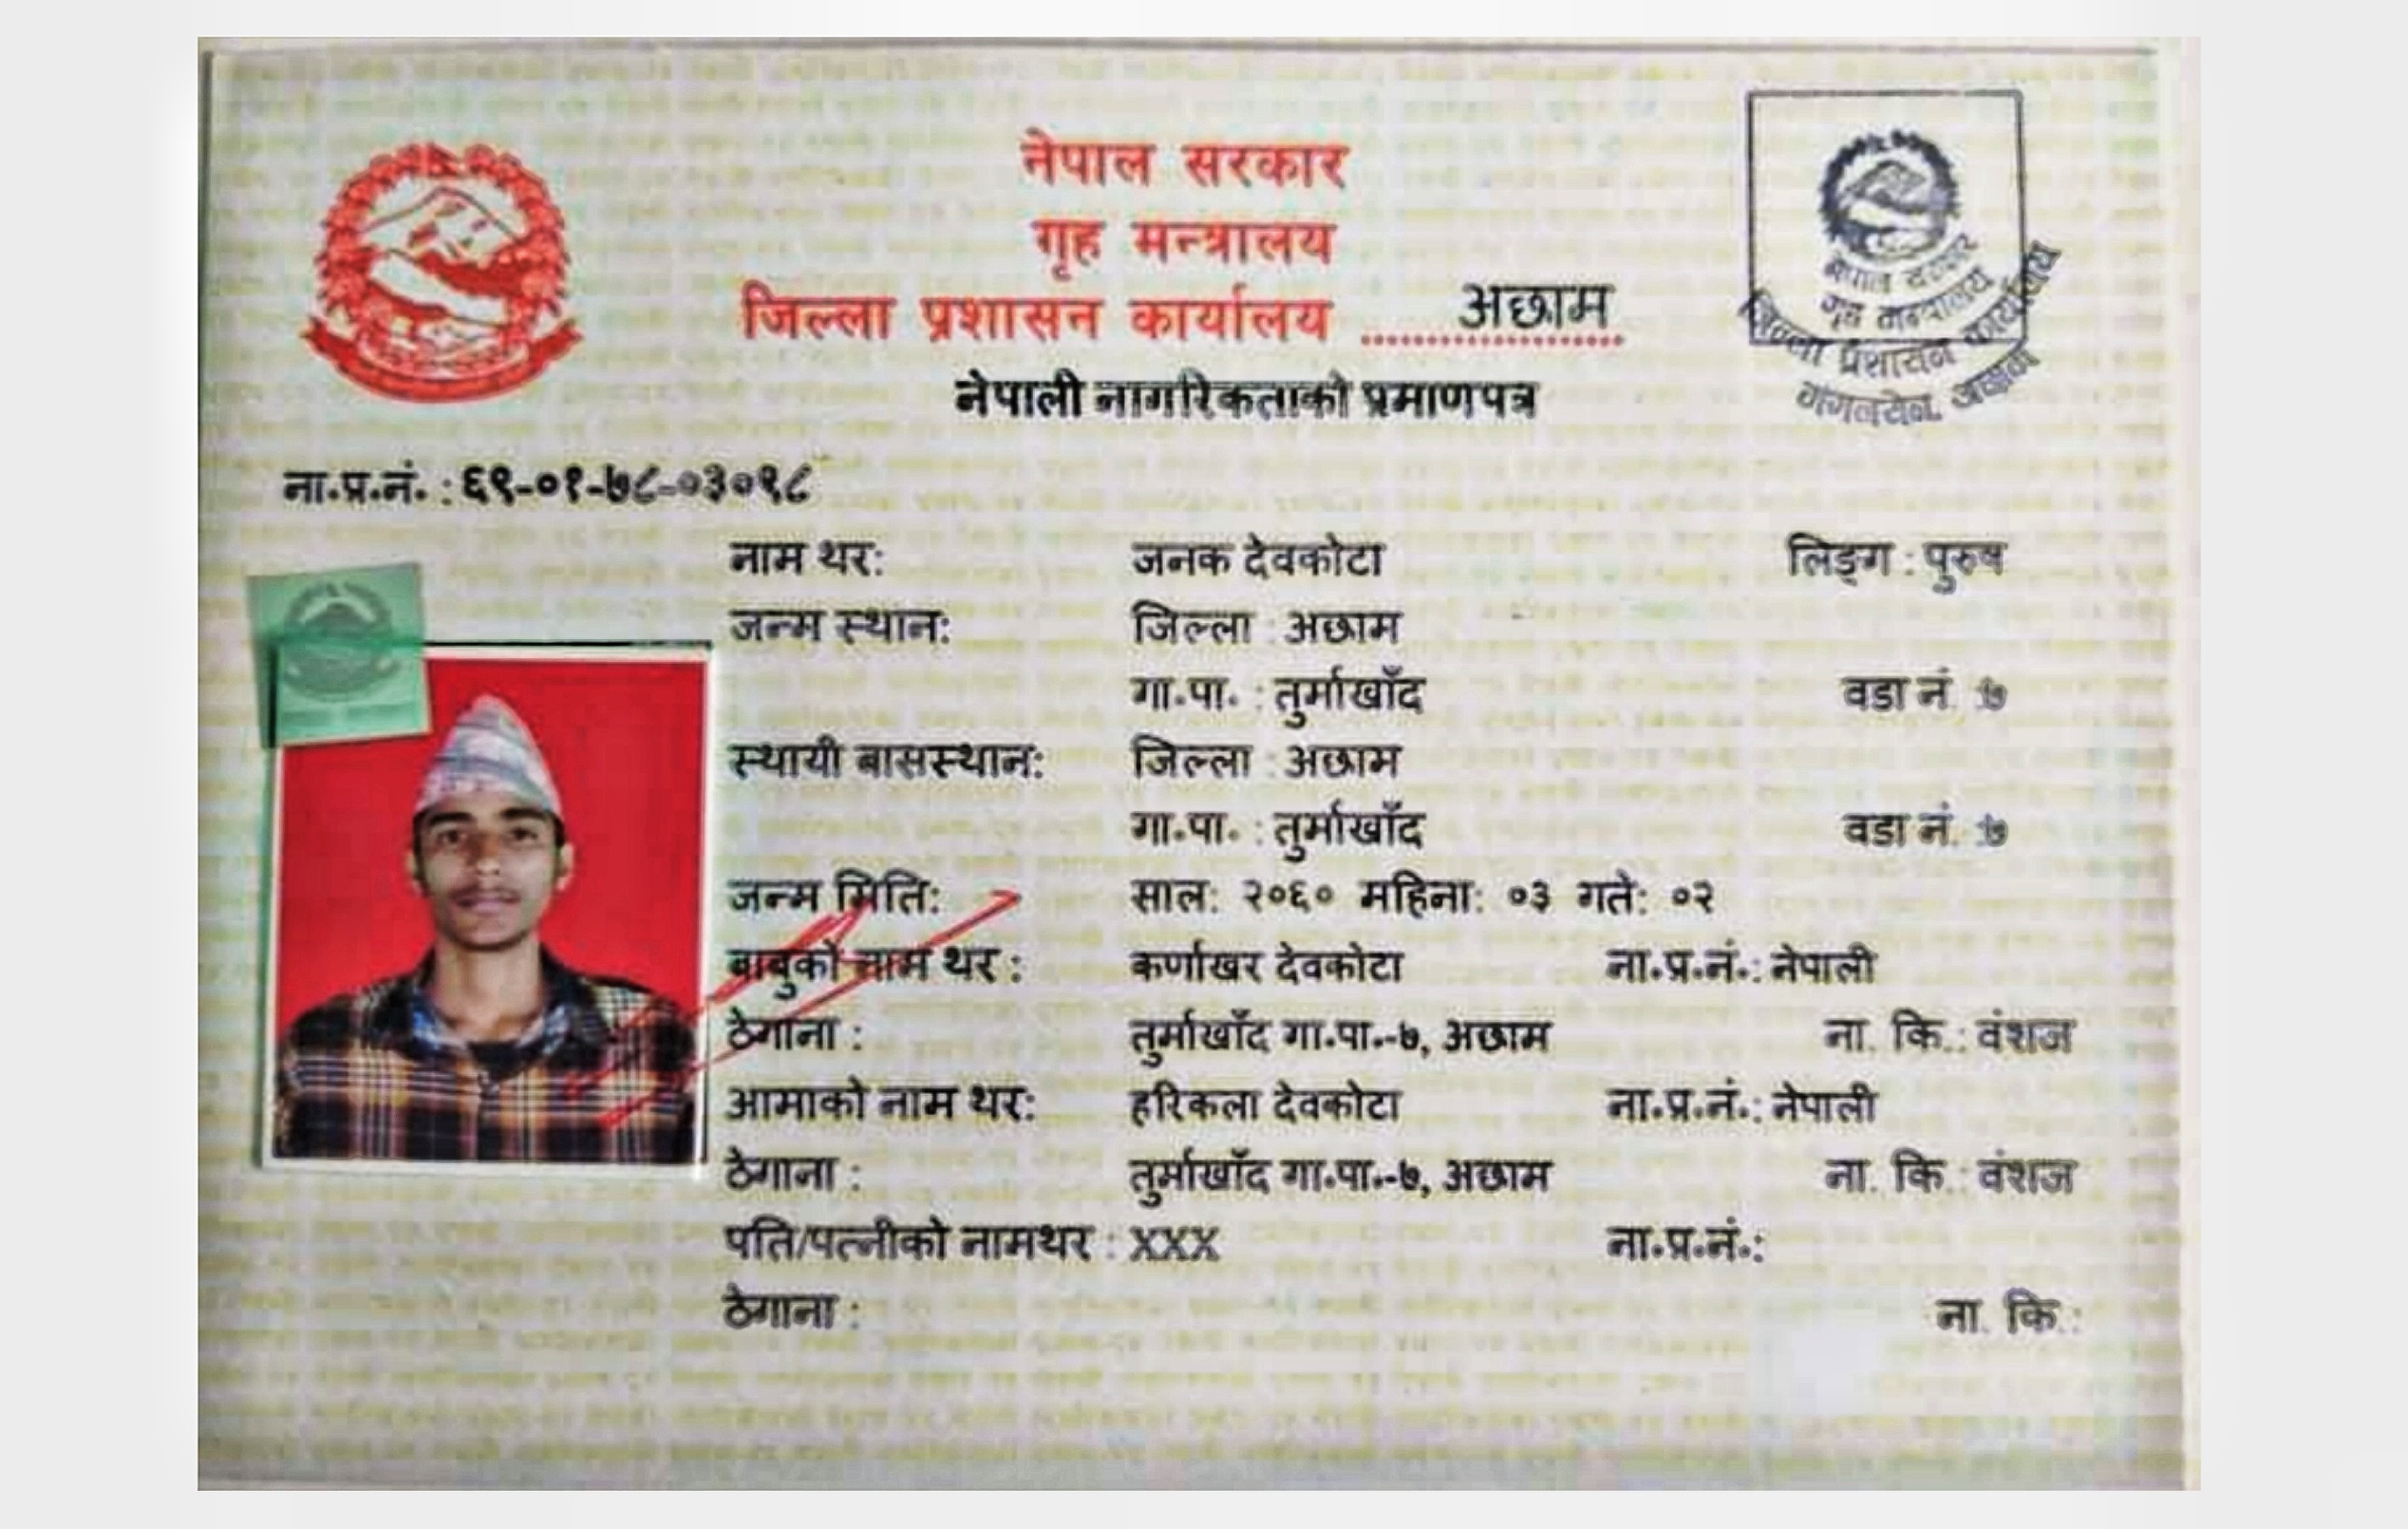 नेपाल सरकार
गृह मन्त्रालय
जिल्ला प्रशासन कार्यालय अछाम
नेपाली नागरिकताको प्रमाणपत्र
नेपाल सरकार
गृह मन्त्रालय
जिल्ला प्रशासन कार्यालय
अछाम
ना.प्र.नं. : ६९-०१-७८-०३०९८
नाम थर: जनक देवकोटा लिङ्ग : पुरुष
जन्म स्थान: जिल्ला : अछाम
गा.पा. : तुर्माखाँद वडा नं. :७
स्थायी बासस्थान: जिल्ला : अछाम
गा.पा. : तुर्माखाँद वडा नं. :७
जन्म मिति: साल: २०६० महिना: ०३ गते: ०२
बाबुको नाम थर : कर्णाखर देवकोटा ना.प्र.नं.: नेपाली
ठेगाना : तुर्माखाँद गा.पा.-७, अछाम ना. कि.: वंशज
आमाको नाम थर: हरिकला देवकोटा ना.प्र.नं.: नेपाली
ठेगाना : तुर्माखाँद गा.पा.-७, अछाम ना. कि.: वंशज
पति/पत्नीको नामथर : XXX ना.प्र.नं.:
ठेगाना : ना. कि.: